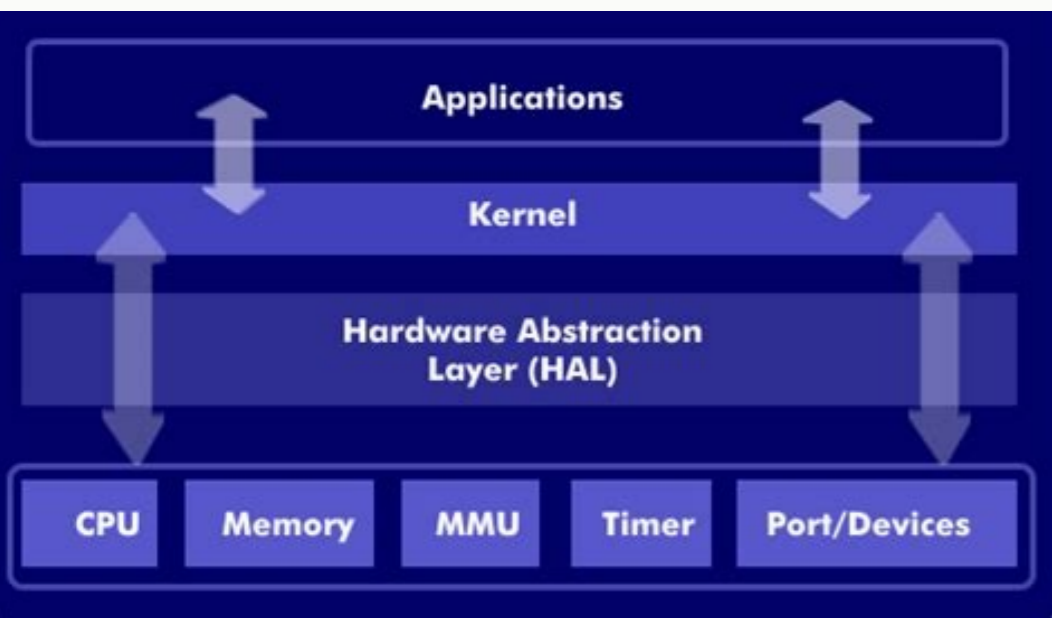 Applications
Kernel
Hardware Abstraction
Layer (HAL)
CPU
Memory
MMU
Timer
Port/Devices